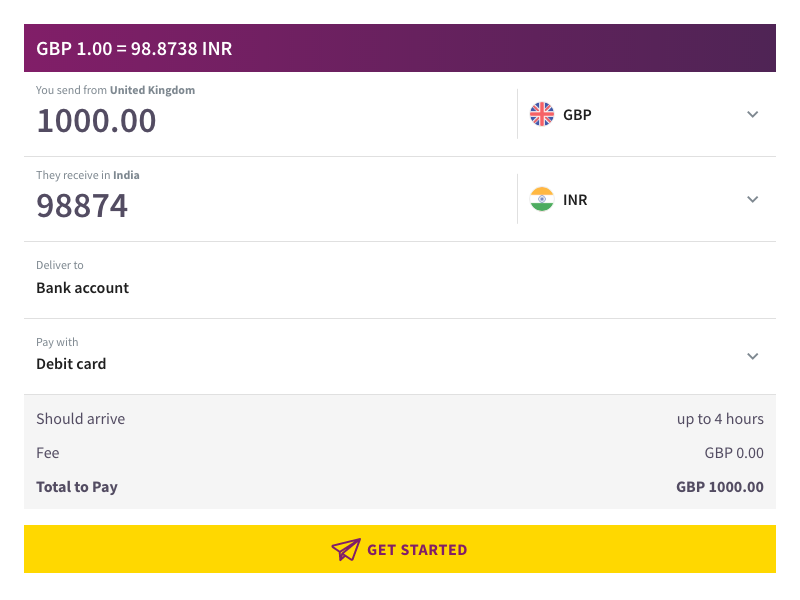 GBP 1.00 = 98.8738 INR
You send from United Kingdom
1000.00
GBP
They receive in India
98874
INR
Deliver to
Bank account
Pay with
Debit card
Should arrive up to 4 hours
Fee GBP 0.00
Total to Pay GBP 1000.00
GET STARTED